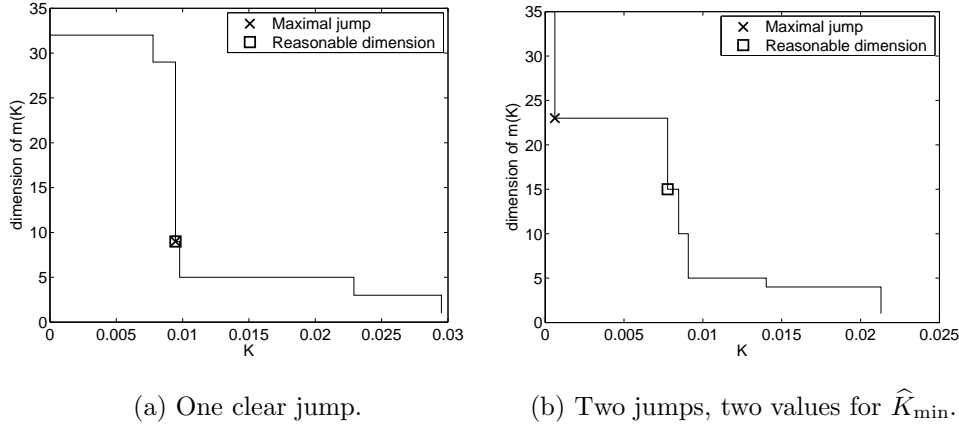 35
30
25
20
15
10
5
0
dimension of m(K)
Maximal jump
Reasonable dimension
0 0.005 0.01 0.015 0.02 0.025 0.03
K
(a) One clear jump.
35
30
25
20
15
10
5
0
dimension of m(K)
Maximal jump
Reasonable dimension
0 0.005 0.01 0.015 0.02 0.025
K
(b) Two jumps, two values for K̂min.